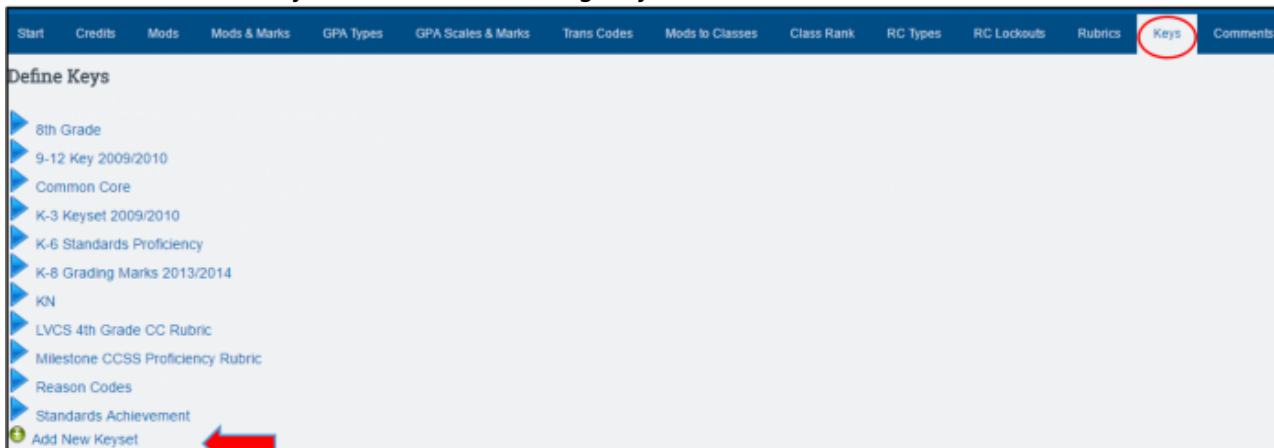 Start Credits Mods Mods & Marks GPA Types GPA Scales & Marks Trans Codes Mods to Classes Class Rank RC Types RC Lockouts Rubrics Keys Comments
Define Keys
8th Grade
9-12 Key 2009/2010
Common Core
K-3 Keyset 2009/2010
K-6 Standards Proficiency
K-8 Grading Marks 2013/2014
KN
LVCS 4th Grade CC Rubric
Milestone CCSS Proficiency Rubric
Reason Codes
Standards Achievement
Add New Keyset